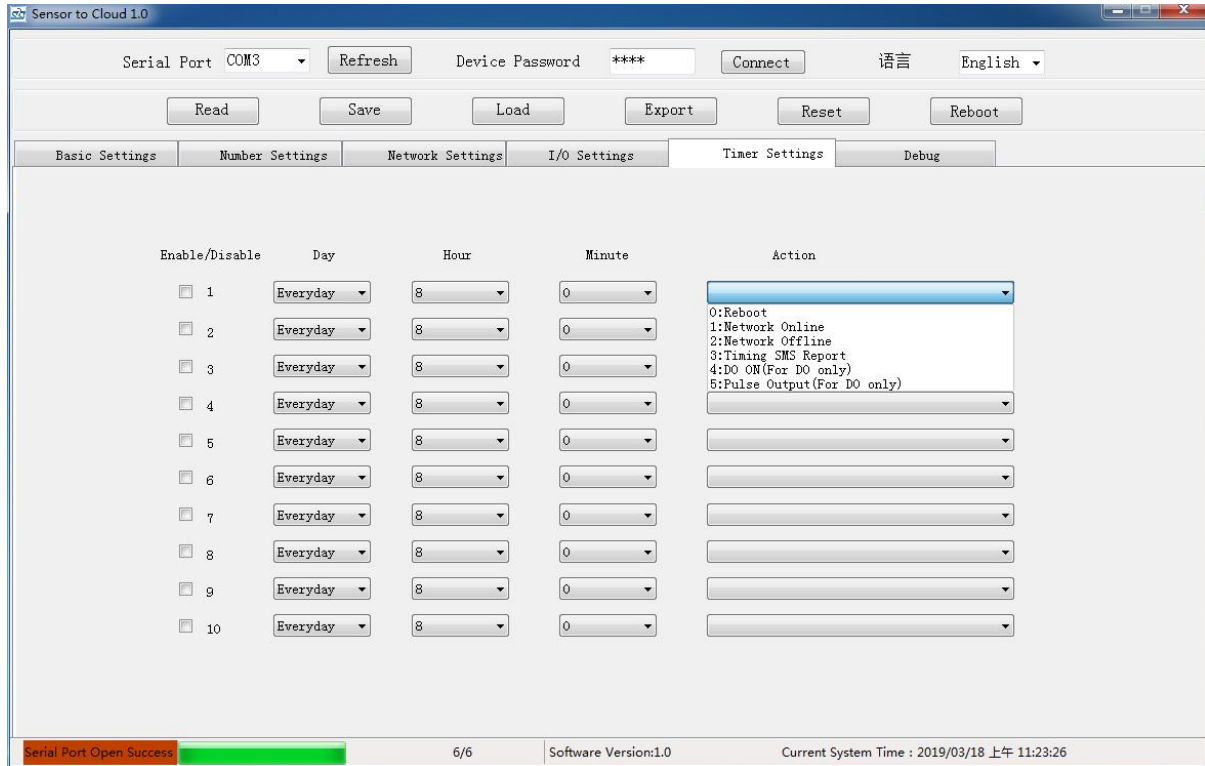 Sensor to Cloud 1.0
Serial Port COM3 Refresh Device Password **** Connect 语言 English
Read Save Load Export Reset Reboot
Basic Settings Number Settings Network Settings I/O Settings Timer Settings Debug
Enable/Disable Day Hour Minute Action
1 Everyday 8 0
0:Reboot
1:Network Online
2:Network Offline
3:Timing SMS Report
4:DO ON(For DO only)
5:Pulse Output(For DO only)
2 Everyday 8 0
3 Everyday 8 0
4 Everyday 8 0
5 Everyday 8 0
6 Everyday 8 0
7 Everyday 8 0
8 Everyday 8 0
9 Everyday 8 0
10 Everyday 8 0
Serial Port Open Success 6/6 Software Version:1.0 Current System Time : 2019/03/18 上午 11:23:26